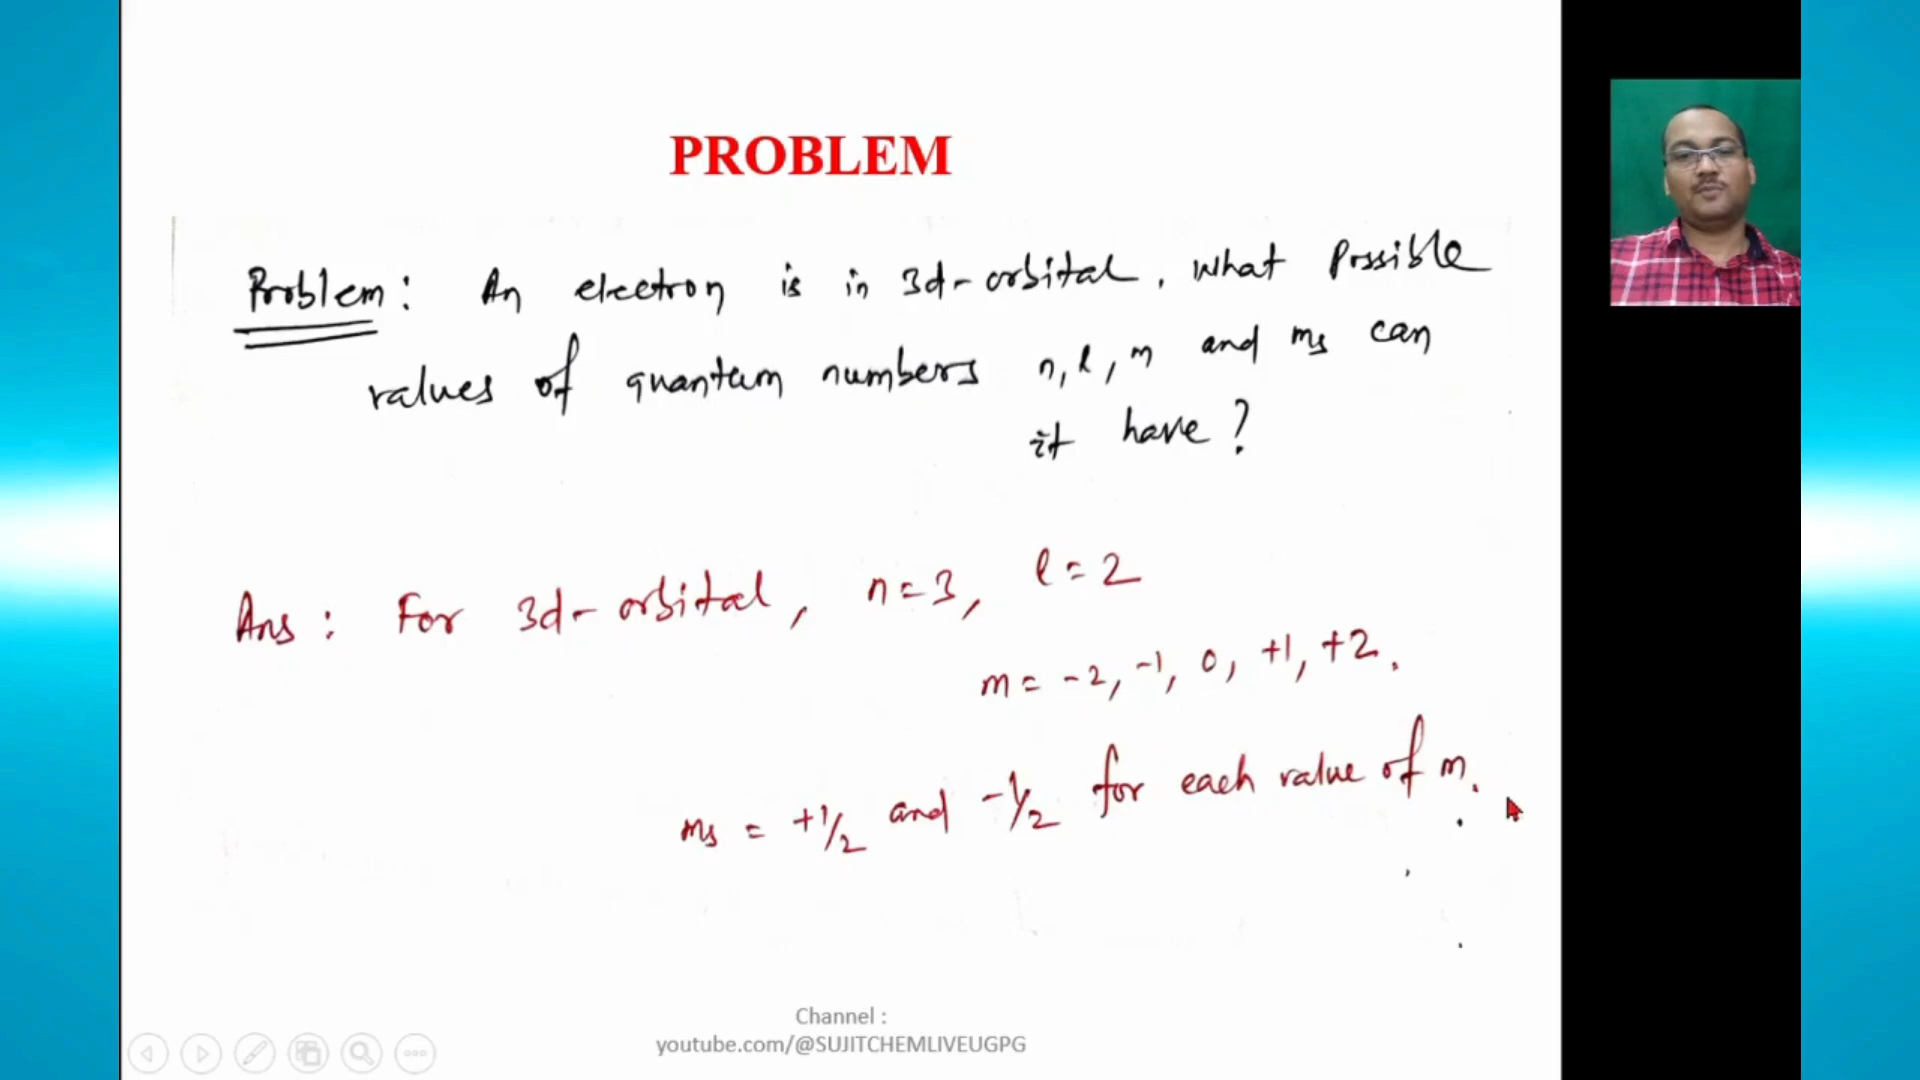 PROBLEM
Problem: An electron is in 3d-orbital. What possible
values of quantum numbers n, l, m and ms can
it have?
Ans: For 3d-orbital, n=3, l=2
m= -2, -1, 0, +1, +2.
ms = +1/2 and -1/2 for each value of m.
Channel :
youtube.com/@SUJITCHEMLIVEUGPG